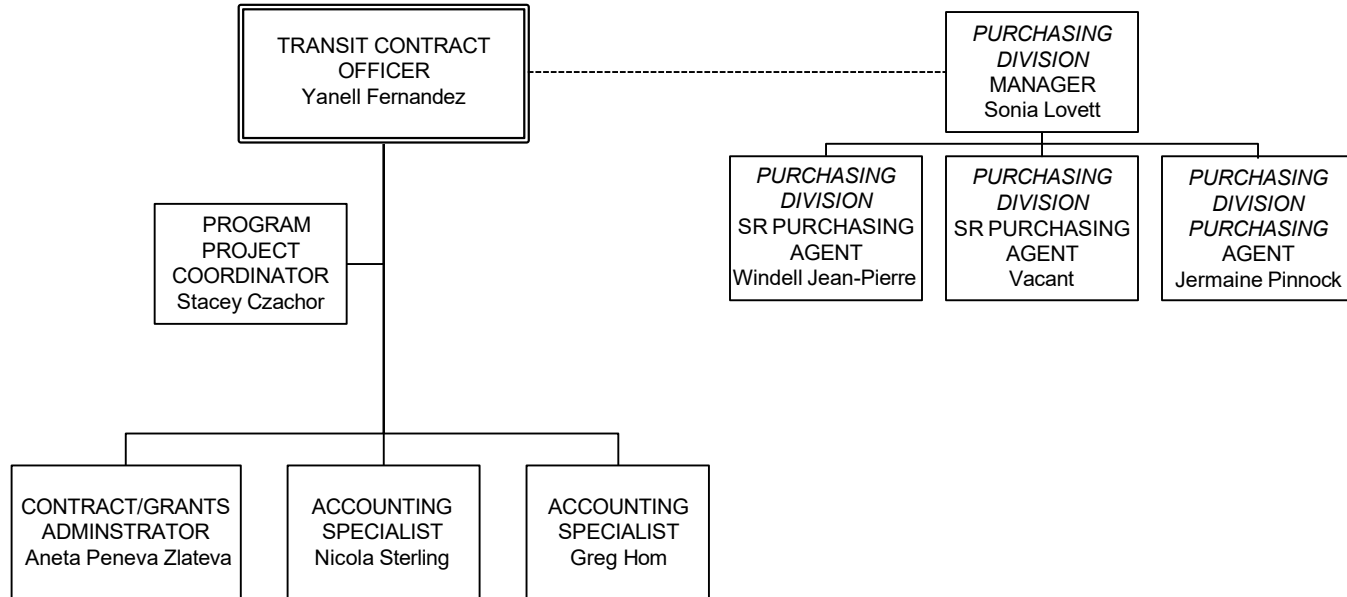 TRANSIT CONTRACT
OFFICER
Yanell Fernandez
PURCHASING
DIVISION
MANAGER
Sonia Lovett
PURCHASING
DIVISION
SR PURCHASING
AGENT
Windell Jean-Pierre
PURCHASING
DIVISION
SR PURCHASING
AGENT
Vacant
PURCHASING
DIVISION
PURCHASING
AGENT
Jermaine Pinnock
PROGRAM
PROJECT
COORDINATOR
Stacey Czachor
CONTRACT/GRANTS
ADMINSTRATOR
Aneta Peneva Zlateva
ACCOUNTING
SPECIALIST
Nicola Sterling
ACCOUNTING
SPECIALIST
Greg Hom